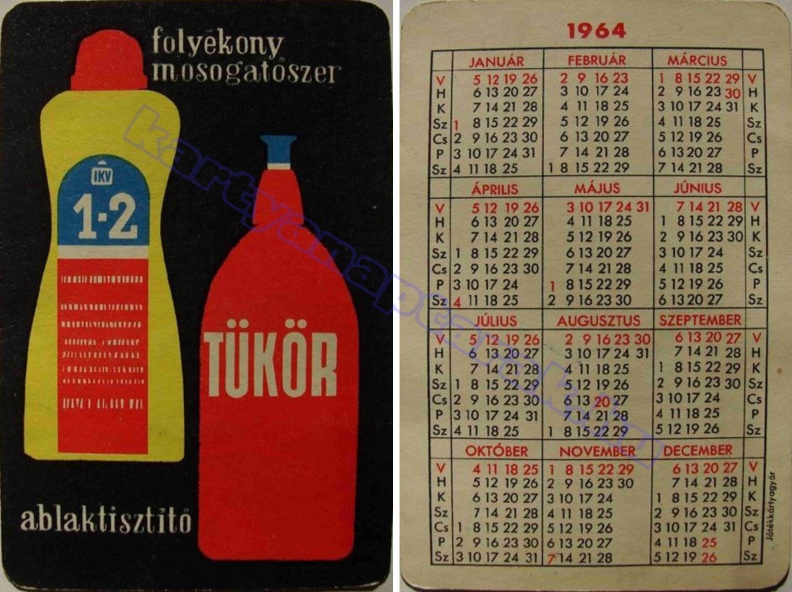 folyékony
mosogatószer
IKV
1-2
TÜKÖR
ablaktisztító
kartyanaptarok.hu
1964
JANUÁR FEBRUÁR MÁRCIUS
V 5 12 19 26 2 9 16 23 1 8 15 22 29 V
H 6 13 20 27 3 10 17 24 2 9 16 23 30 H
K 7 14 21 28 4 11 18 25 3 10 17 24 31 K
Sz 1 8 15 22 29 5 12 19 26 4 11 18 25 Sz
Cs 2 9 16 23 30 6 13 20 27 5 12 19 26 Cs
P 3 10 17 24 31 7 14 21 28 6 13 20 27 P
Sz 4 11 18 25 1 8 15 22 29 7 14 21 28 Sz
ÁPRILIS MÁJUS JÚNIUS
V 5 12 19 26 3 10 17 24 31 7 14 21 28 V
H 6 13 20 27 4 11 18 25 1 8 15 22 29 H
K 7 14 21 28 5 12 19 26 2 9 16 23 30 K
Sz 1 8 15 22 29 6 13 20 27 3 10 17 24 Sz
Cs 2 9 16 23 30 7 14 21 28 4 11 18 25 Cs
P 3 10 17 24 1 8 15 22 29 5 12 19 26 P
Sz 4 11 18 25 2 9 16 23 30 6 13 20 27 Sz
JÚLIUS AUGUSZTUS SZEPTEMBER
V 5 12 19 26 2 9 16 23 30 6 13 20 27 V
H 6 13 20 27 3 10 17 24 31 7 14 21 28 H
K 7 14 21 28 4 11 18 25 1 8 15 22 29 K
Sz 1 8 15 22 29 5 12 19 26 2 9 16 23 30 Sz
Cs 2 9 16 23 30 6 13 20 27 3 10 17 24 Cs
P 3 10 17 24 31 7 14 21 28 4 11 18 25 P
Sz 4 11 18 25 1 8 15 22 29 5 12 19 26 Sz
OKTÓBER NOVEMBER DECEMBER
V 4 11 18 25 1 8 15 22 29 6 13 20 27 V
H 5 12 19 26 2 9 16 23 30 7 14 21 28 H
K 6 13 20 27 3 10 17 24 1 8 15 22 29 K
Sz 7 14 21 28 4 11 18 25 2 9 16 23 30 Sz
Cs 1 8 15 22 29 5 12 19 26 3 10 17 24 31 Cs
P 2 9 16 23 30 6 13 20 27 4 11 18 25 P
Sz 3 10 17 24 31 7 14 21 28 5 12 19 26 Sz
Játékkártyagyár